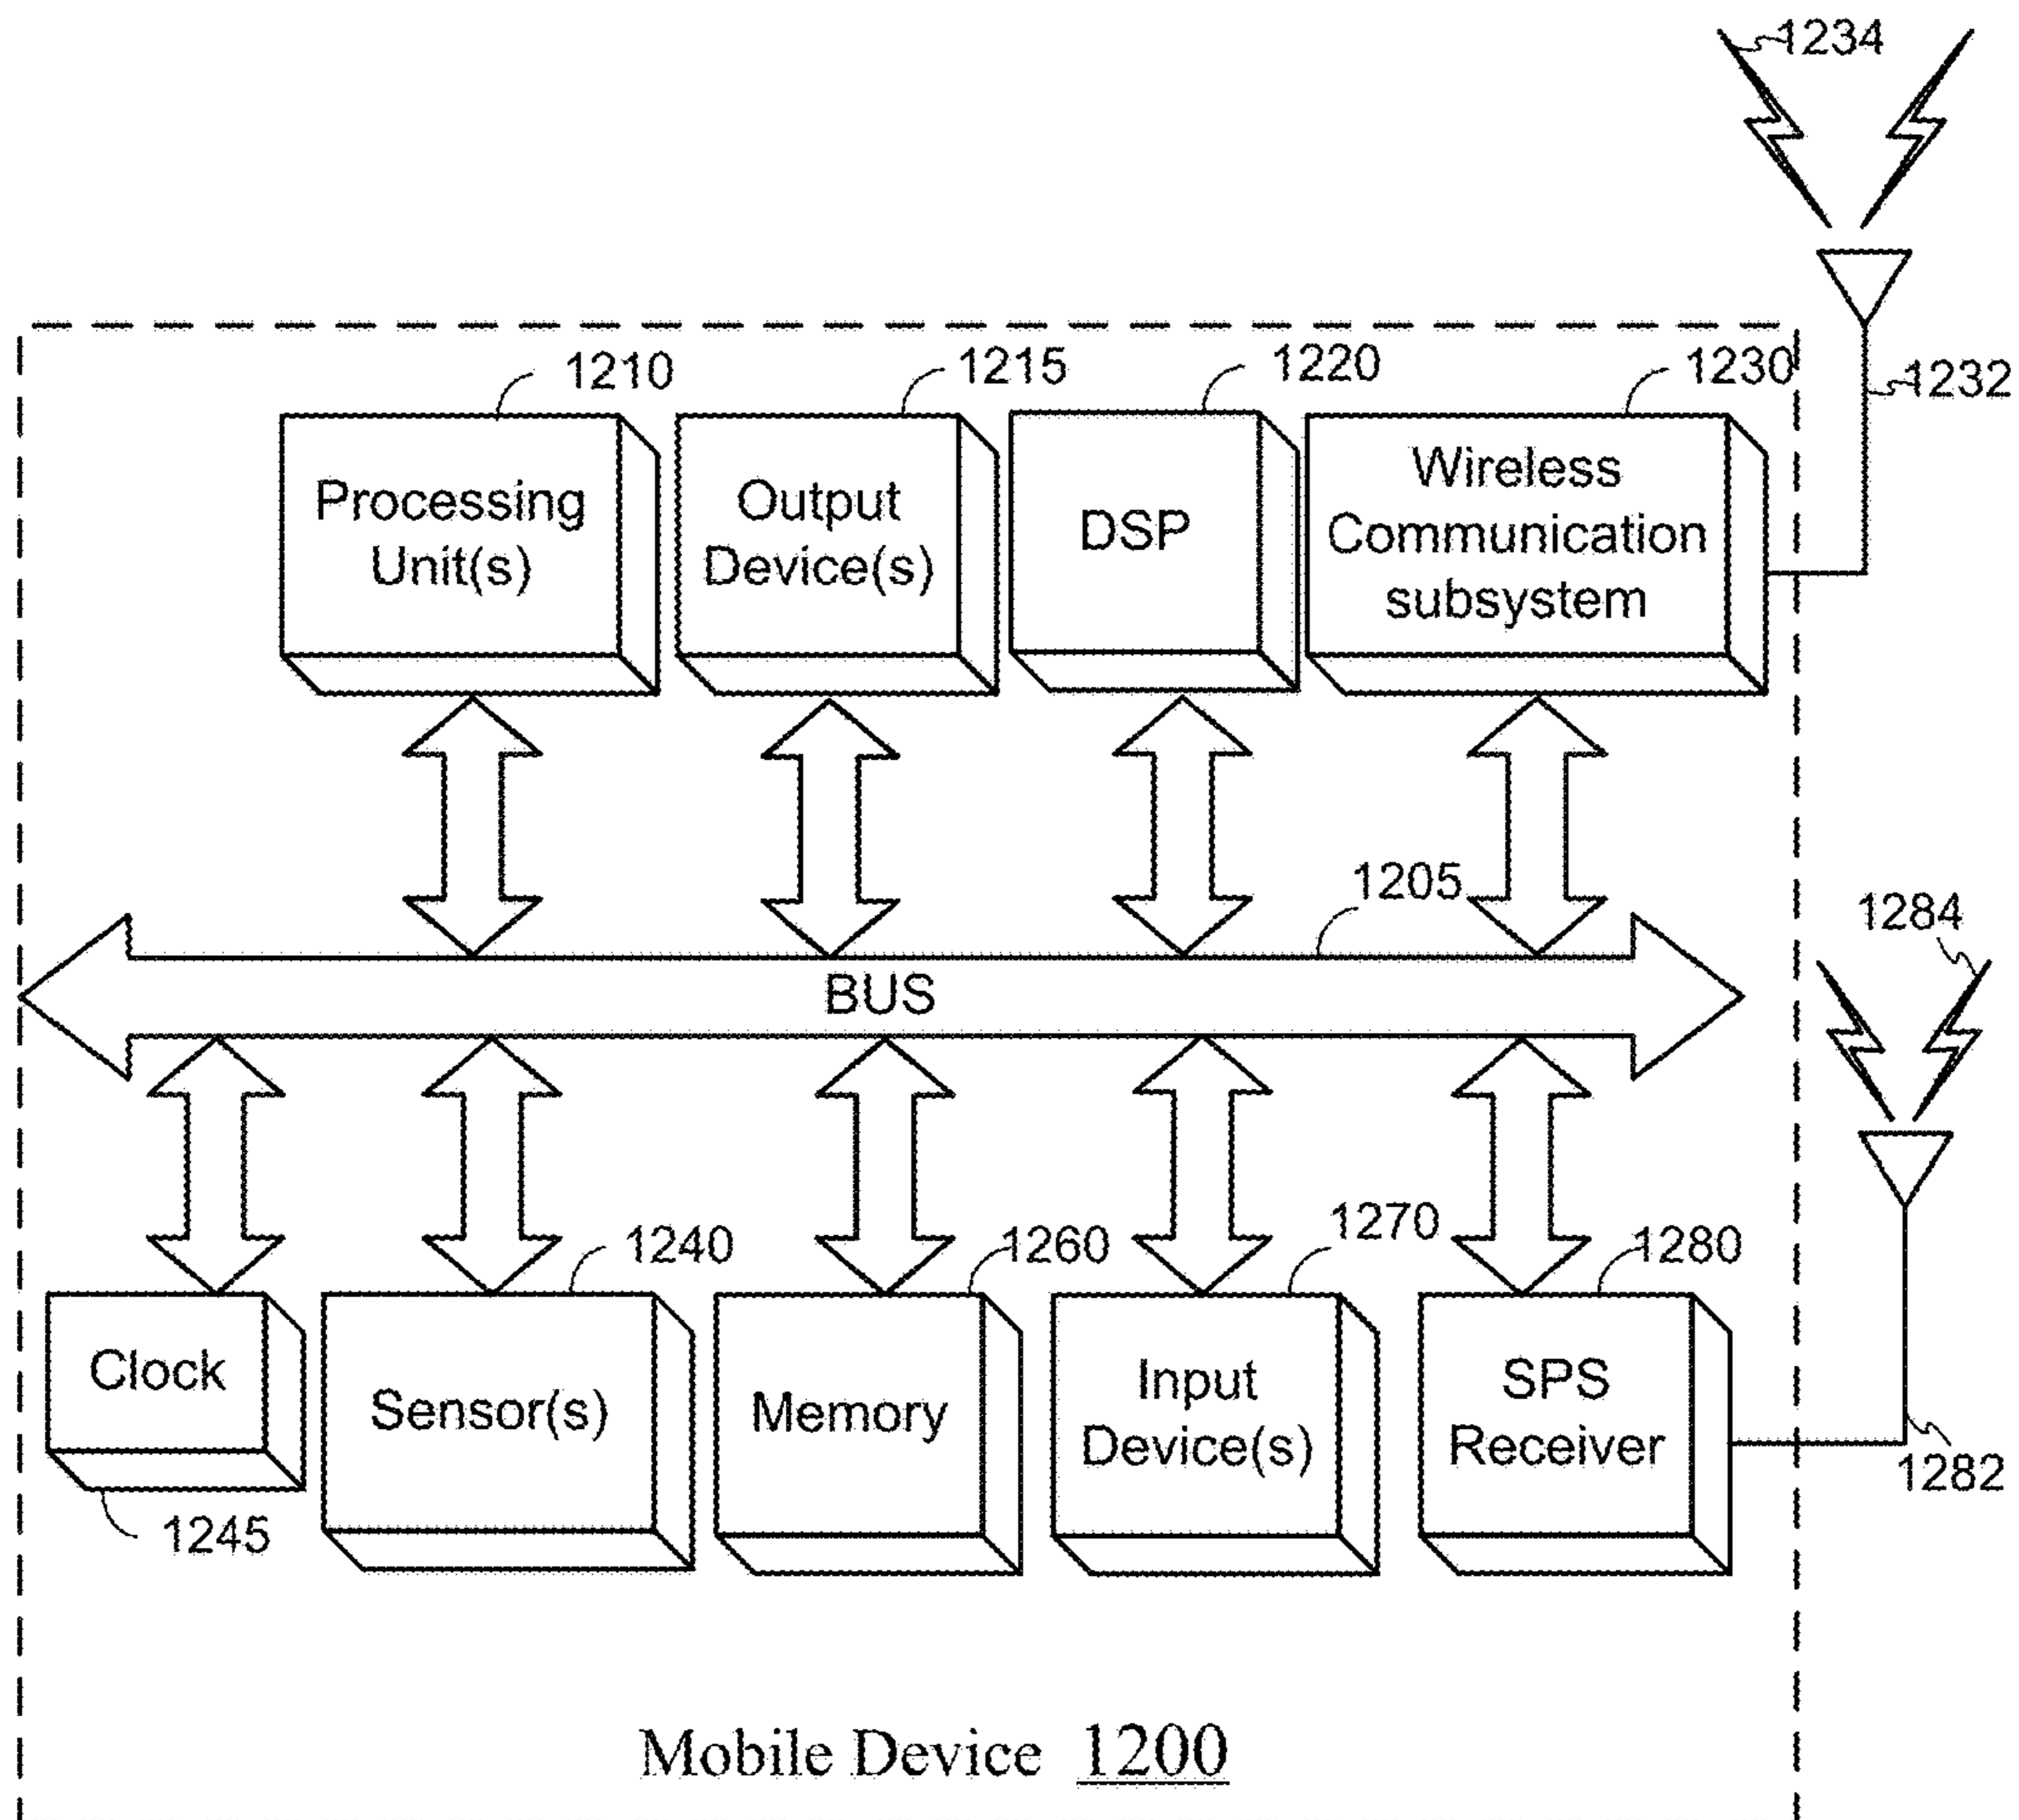 1234
1210
1215
1220
1230
1232
Processing
Unit(s)
Output
Device(s)
DSP
Wireless
Communication
subsystem
1205
1284
BUS
1240
1260
1270
1280
Clock
Sensor(s)
Memory
Input
Device(s)
SPS
Receiver
1282
1245
Mobile Device 1200